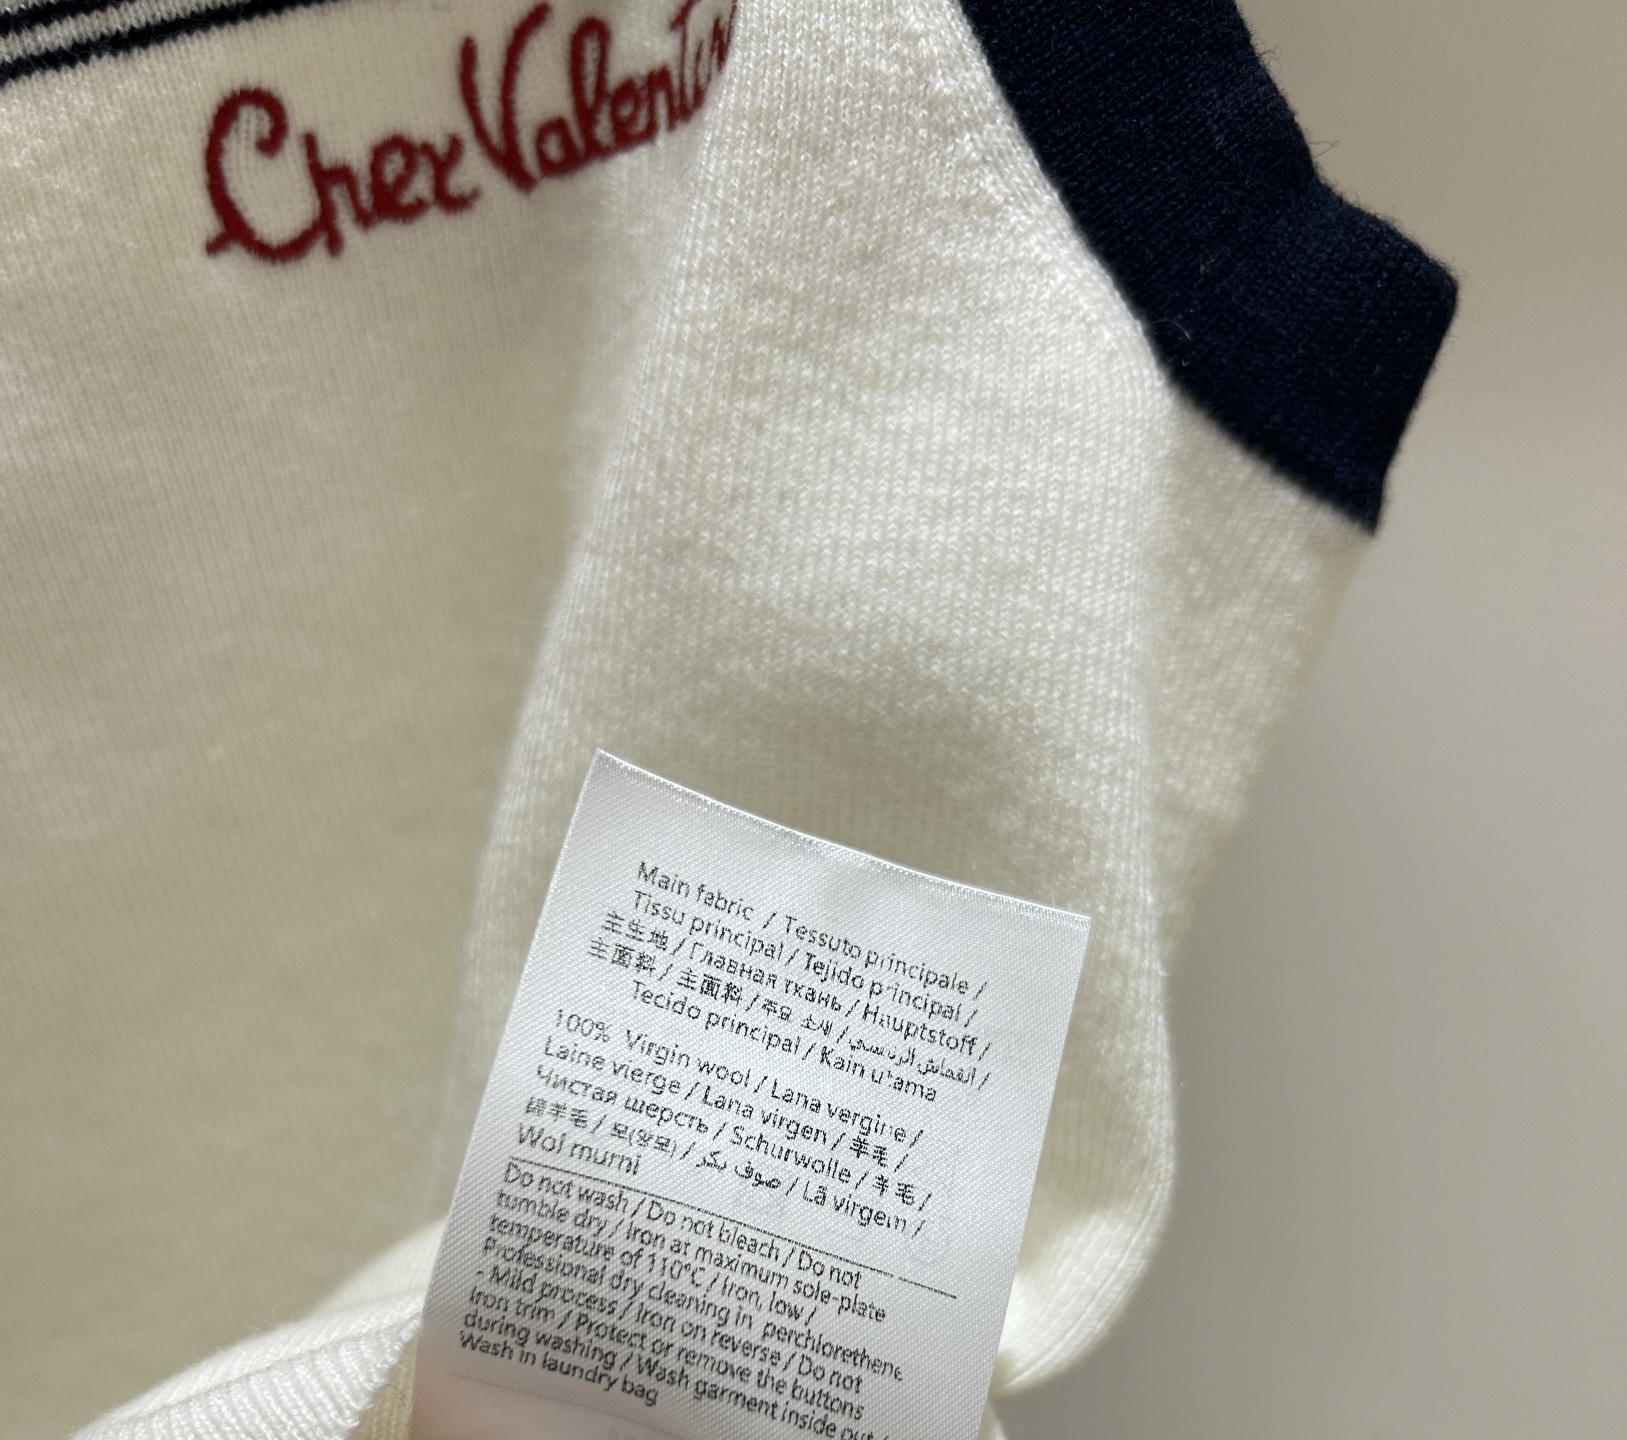 Chez Valentin
Main fabric / Tessuto principale /
Tissu principal / Tejido principal /
主生地 / Главная ткань / Hauptstoff /
主面料 / 主面料 / 주요 소재 / القماش الرئيسي /
Tecido principal / Kain utama
100% Virgin wool / Lana vergine /
Laine vierge / Lana virgen / 羊毛 /
Чистая шерсть / Schurwolle / 羊毛 /
綿羊毛 / 모(양모) / صوف بكر / Lã virgem /
Wol murni
Do not wash / Do not bleach / Do not
tumble dry / Iron at maximum sole-plate
temperature of 110°C / Iron, low /
Professional dry cleaning in perchlorethene
- Mild process / Iron on reverse / Do not
Iron trim / Protect or remove the buttons
during washing / Wash garment inside out /
Wash in laundry bag